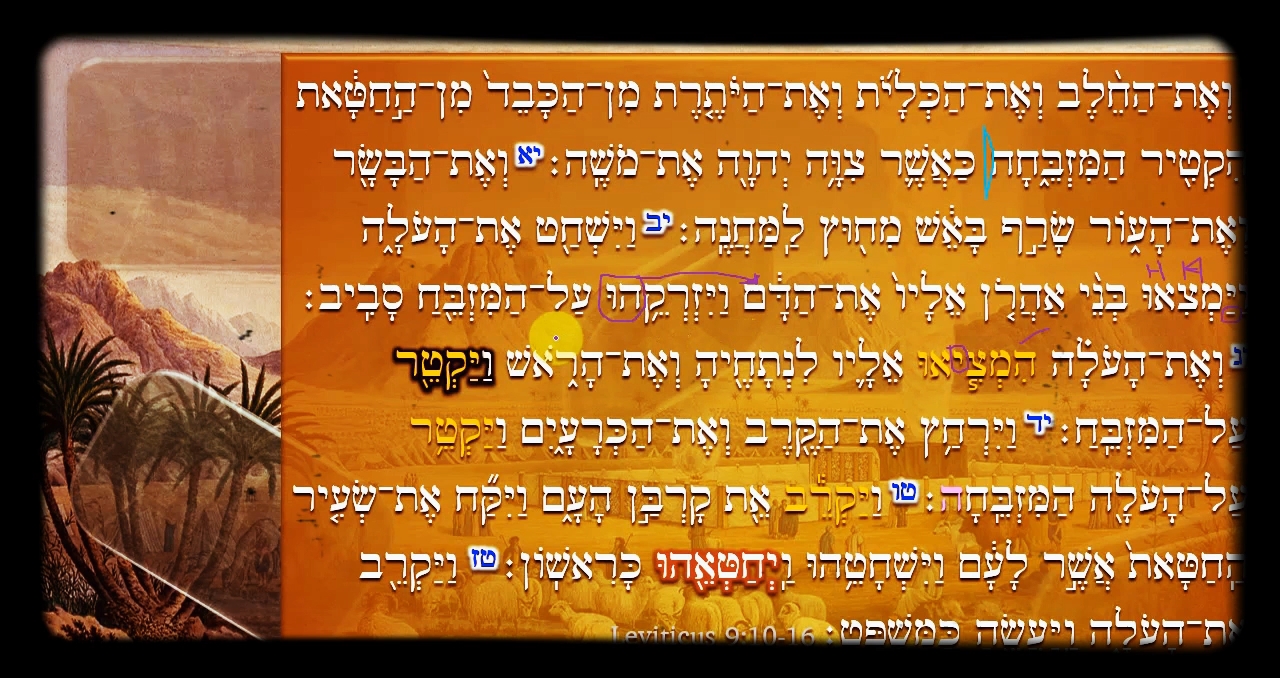 וְאֶת־הַחֵ֨לֶב וְאֶת־הַכְּלָיֹ֜ת וְאֶת־הַיֹּתֶ֤רֶת מִן־הַכָּבֵד֙ מִן־הַ֣חַטָּ֔את
הִקְטִ֖יר הַמִּזְבֵּ֑חָה כַּאֲשֶׁ֛ר צִוָּ֥ה יְהוָ֖ה אֶת־מֹשֶֽׁה׃ יא וְאֶת־הַבָּשָׂ֖ר
וְאֶת־הָע֑וֹר שָׂרַ֣ף בָּאֵ֔שׁ מִח֖וּץ לַֽמַּחֲנֶֽה׃ יב וַיִּשְׁחַ֖ט אֶת־הָעֹלָ֑ה
וַ֠יַּמְצִאוּ בְּנֵ֨י אַהֲרֹ֤ן אֵלָיו֙ אֶת־הַדָּ֔ם וַיִּזְרְקֵ֥הוּ עַל־הַמִּזְבֵּ֖חַ סָבִֽיב׃
יג וְאֶת־הָעֹלָ֗ה הִמְצִ֧יאוּ אֵלָ֛יו לִנְתָחֶ֖יהָ וְאֶת־הָרֹ֑אשׁ וַיַּקְטֵ֖ר
עַל־הַמִּזְבֵּֽחַ׃ יד וַיִּרְחַ֥ץ אֶת־הַקֶּ֖רֶב וְאֶת־הַכְּרָעָ֑יִם וַיַּקְטֵ֥ר
עַל־הָעֹלָ֖ה הַמִּזְבֵּֽחָה׃ טו וַיַּקְרֵ֕ב אֵ֖ת קָרְבַּ֣ן הָעָ֑ם וַיִּקַּ֞ח אֶת־שְׂעִ֤יר
הַֽחַטָּאת֙ אֲשֶׁ֣ר לָעָ֔ם וַיִּשְׁחָטֵ֥הוּ וַֽיְחַטְּאֵ֖הוּ כָּרִאשֽׁוֹן׃ טז וַיַּקְרֵ֖ב
אֶת־הָעֹלָ֑ה וַֽיַּעֲשֶׂ֖הָ כַּמִּשְׁפָּֽט׃ Leviticus 9:10-16